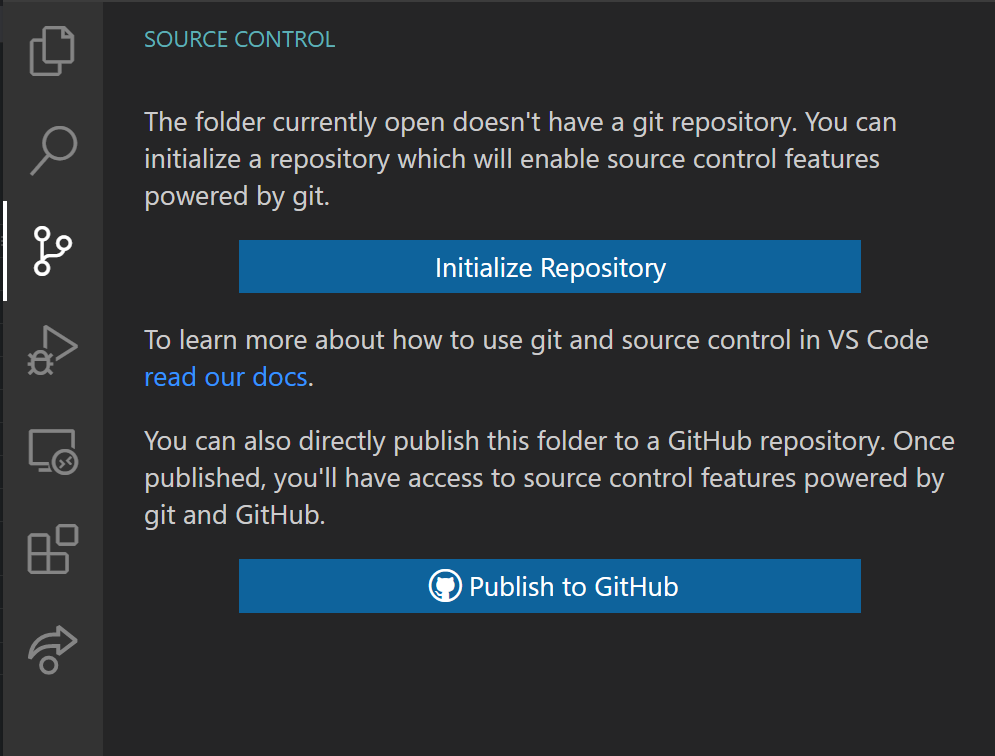 SOURCE CONTROL
The folder currently open doesn't have a git repository. You can
initialize a repository which will enable source control features
powered by git.
Initialize Repository
To learn more about how to use git and source control in VS Code
read our docs.
You can also directly publish this folder to a GitHub repository. Once
published, you'll have access to source control features powered by
git and GitHub.
Publish to GitHub